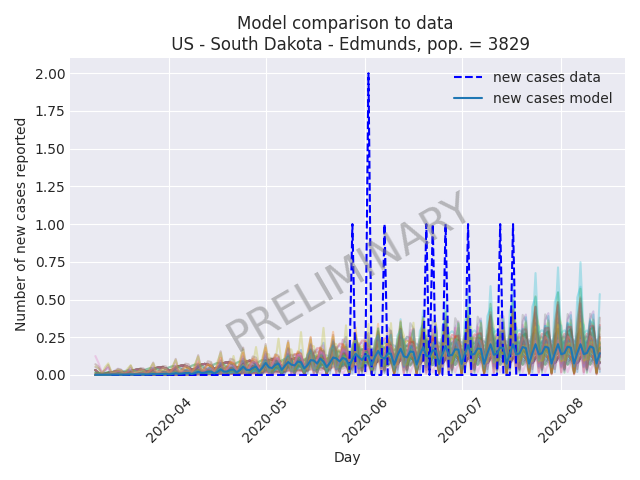 Model comparison to data
US - South Dakota - Edmunds, pop. = 3829
new cases data
new cases model
2.00
1.75
1.50
1.25
1.00
0.75
0.50
0.25
0.00
Number of new cases reported
PRELIMINARY
2020-04
2020-05
2020-06
2020-07
2020-08
Day